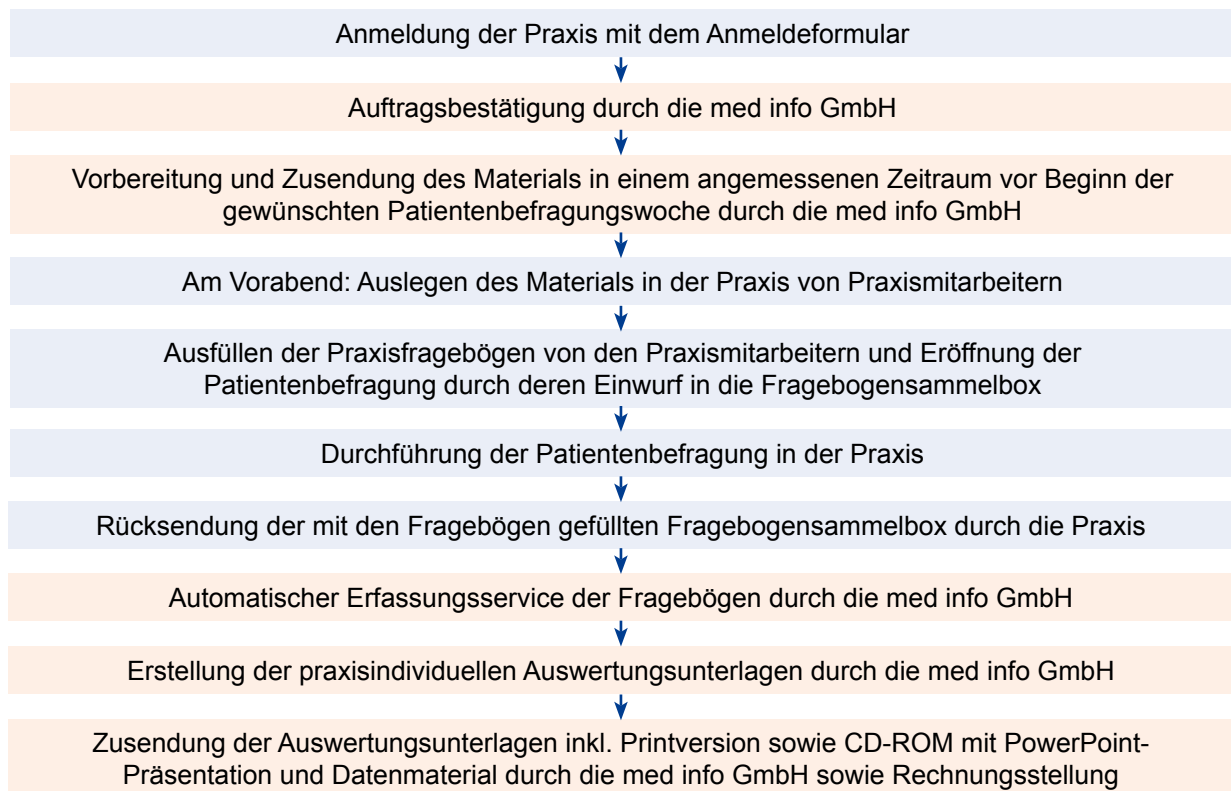 Anmeldung der Praxis mit dem Anmeldeformular
Auftragsbestätigung durch die med info GmbH
Vorbereitung und Zusendung des Materials in einem angemessenen Zeitraum vor Beginn der
gewünschten Patientenbefragungswoche durch die med info GmbH
Am Vorabend: Auslegen des Materials in der Praxis von Praxismitarbeitern
Ausfüllen der Praxisfragebögen von den Praxismitarbeitern und Eröffnung der
Patientenbefragung durch deren Einwurf in die Fragebogensammelbox
Durchführung der Patientenbefragung in der Praxis
Rücksendung der mit den Fragebögen gefüllten Fragebogensammelbox durch die Praxis
Automatischer Erfassungsservice der Fragebögen durch die med info GmbH
Erstellung der praxisindividuellen Auswertungsunterlagen durch die med info GmbH
Zusendung der Auswertungsunterlagen inkl. Printversion sowie CD-ROM mit PowerPoint-
Präsentation und Datenmaterial durch die med info GmbH sowie Rechnungsstellung